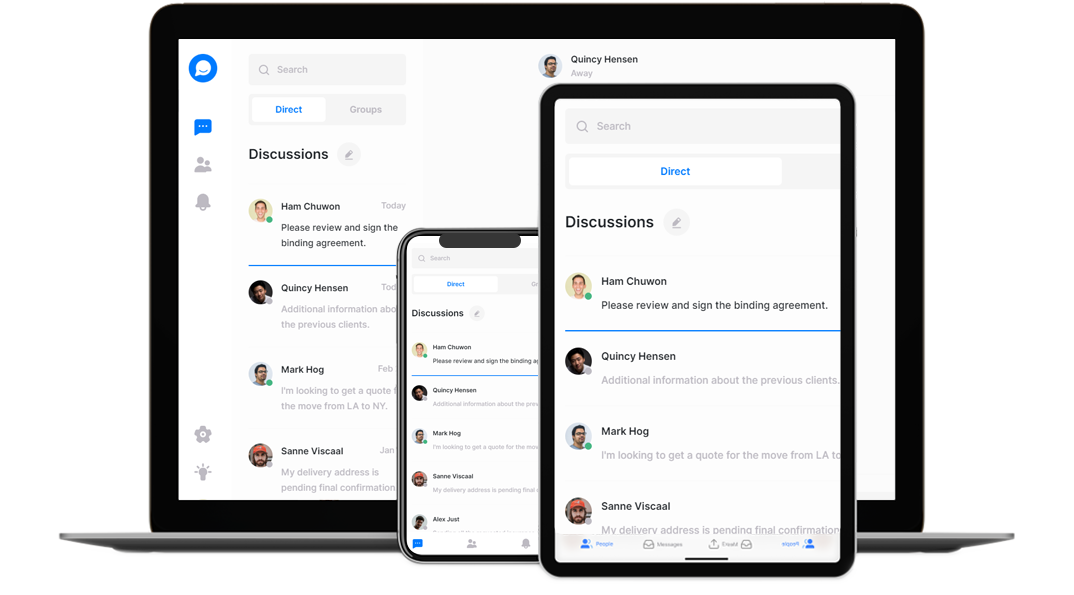 Search
Direct Groups
Discussions
Ham Chuwon Today
Please review and sign the
binding agreement.
Quincy Hensen
Additional information
the previous clients.
Mark Hog Feb
I'm looking to get a quote
the move from LA to NY.
Sanne Viscaal Jan
My delivery address is
pending final confirmation
Quincy Hensen
Away
Search
Direct
Discussions
Ham Chuwon
Please review and sign the binding
Quincy Hensen
Additional information about the
Mark Hog
I'm looking to get a quote for the move
Sanne Viscaal
My delivery address is pending final
Alex Just
Search
Direct
Discussions
Ham Chuwon
Please review and sign the binding agreement.
Quincy Hensen
Additional information about the previous clients.
Mark Hog
I'm looking to get a quote for the move from LA to
Sanne Viscaal
My delivery address is pending final confirmation
People Messages